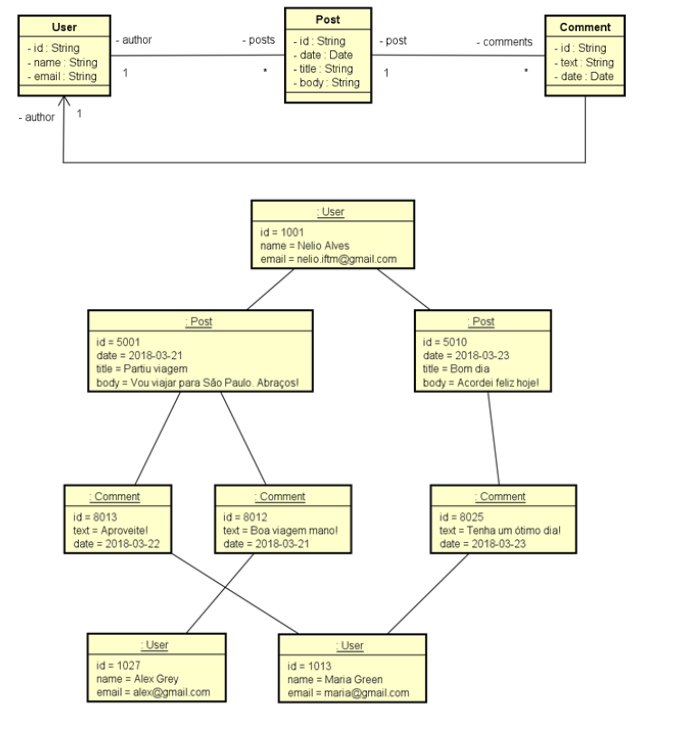 User
- id : String
- name : String
- email : String
- author
1
- posts
*
Post
- id : String
- date : Date
- title : String
- body : String
- post
1
- comments
*
Comment
- id : String
- text : String
- date : Date
- author
1
: User
id = 1001
name = Nelio Alves
email = nelio.iftm@gmail.com
: Post
id = 5001
date = 2018-03-21
title = Partiu viagem
body = Vou viajar para São Paulo. Abraços!
: Post
id = 5010
date = 2018-03-23
title = Bom dia
body = Acordei feliz hoje!
: Comment
id = 8013
text = Aproveite!
date = 2018-03-22
: Comment
id = 8012
text = Boa viagem mano!
date = 2018-03-21
: Comment
id = 8025
text = Tenha um ótimo dia!
date = 2018-03-23
: User
id = 1027
name = Alex Grey
email = alex@gmail.com
: User
id = 1013
name = Maria Green
email = maria@gmail.com